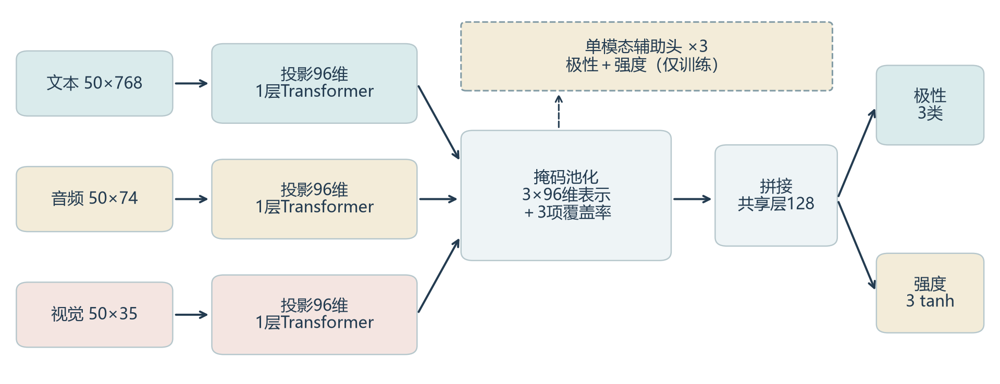 文本 50×768
投影96维
1层Transformer
单模态辅助头 ×3
极性 + 强度（仅训练）
极性
3类
音频 50×74
投影96维
1层Transformer
掩码池化
3×96维表示
+ 3项覆盖率
拼接
共享层128
视觉 50×35
投影96维
1层Transformer
强度
3 tanh